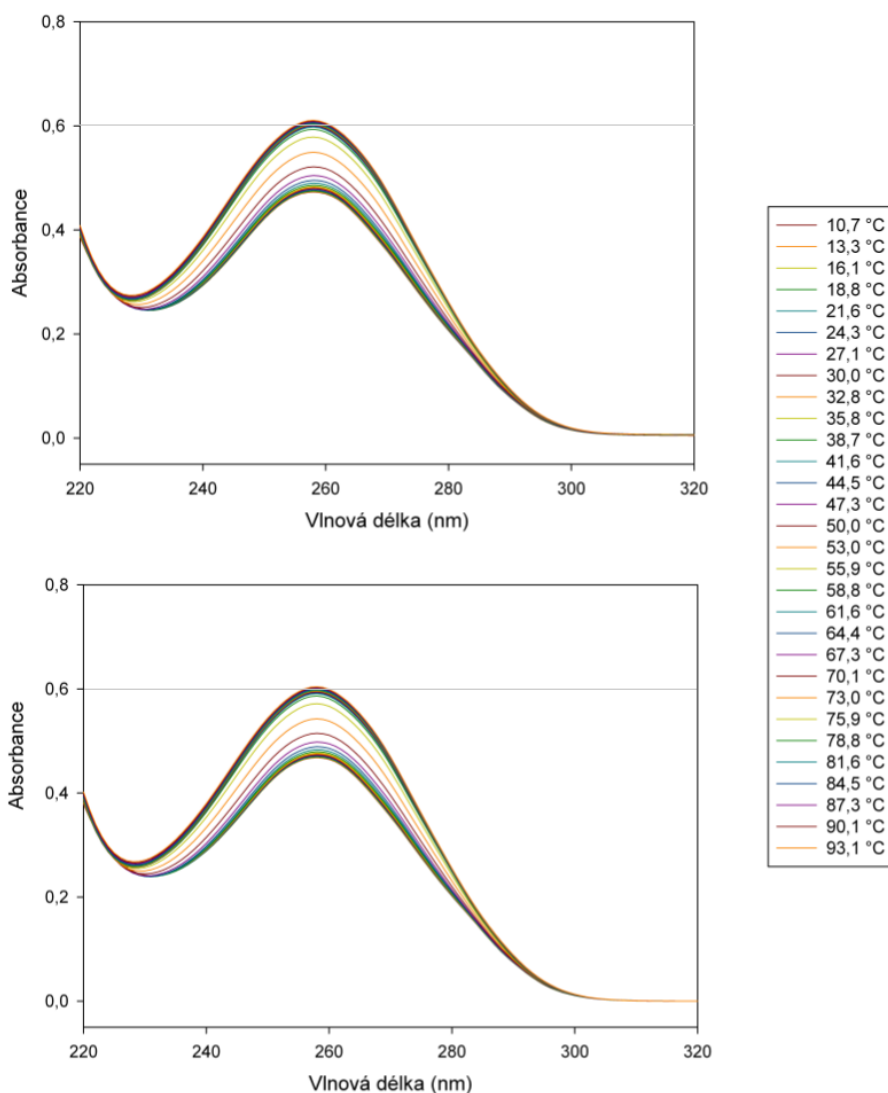 0,8
0,6
0,4
0,2
0,0
Absorbance
220 240 260 280 300 320
Vlnová délka (nm)
0,8
0,6
0,4
0,2
0,0
Absorbance
220 240 260 280 300 320
Vlnová délka (nm)
10,7 °C
13,3 °C
16,1 °C
18,8 °C
21,6 °C
24,3 °C
27,1 °C
30,0 °C
32,8 °C
35,8 °C
38,7 °C
41,6 °C
44,5 °C
47,3 °C
50,0 °C
53,0 °C
55,9 °C
58,8 °C
61,6 °C
64,4 °C
67,3 °C
70,1 °C
73,0 °C
75,9 °C
78,8 °C
81,6 °C
84,5 °C
87,3 °C
90,1 °C
93,1 °C